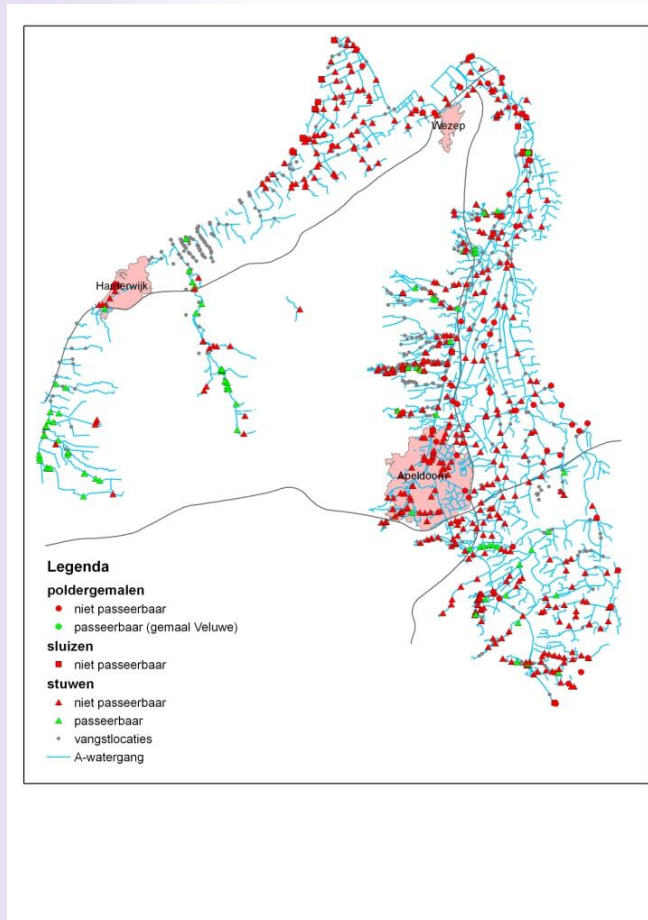 Wezep
Harderwijk
Apeldoorn
Legenda
poldergemalen
niet passeerbaar
passeerbaar (gemaal Veluwe)
sluizen
niet passeerbaar
stuwen
niet passeerbaar
passeerbaar
vangstlocaties
A-watergang